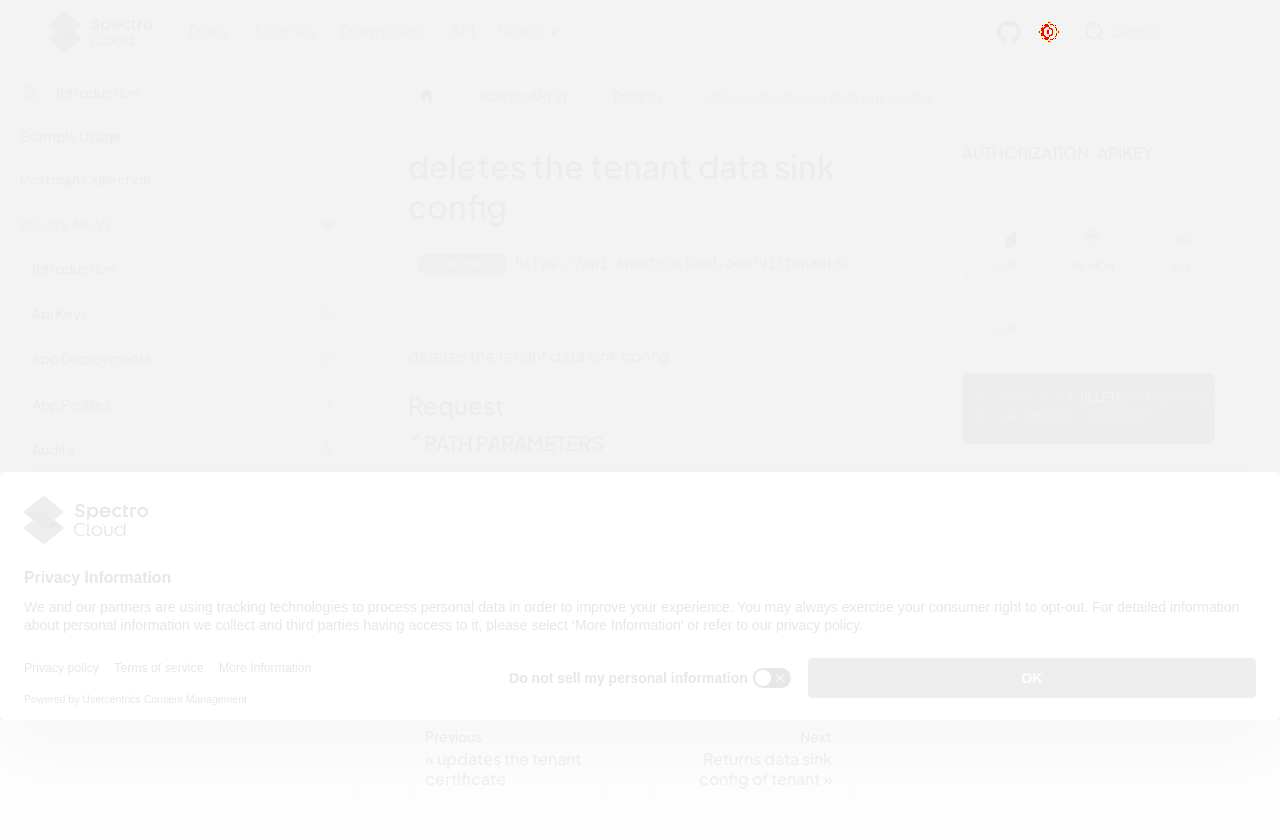 Spectro
Cloud
Docs
Tutorials
Downloads
API
latest
Search
Introduction
Example Usage
Postman Collection
Palette API V1
Introduction
Api Keys
App Deployments
App Profiles
Audits
Palette API V1
Tenants
deletes the tenant data sink config
deletes the tenant data sink
config
DELETE https://api.spectrocloud.com/v1/tenants/
deletes the tenant data sink config
Request
PATH PARAMETERS
AUTHORIZATION: APIKEY
CURL
PYTHON
GO
CURL
DELETE
Spectro
Cloud
Privacy Information
We and our partners are using tracking technologies to process personal data in order to improve your experience. You may always exercise your consumer right to opt-out. For detailed information
about personal information we collect and third parties having access to it, please select ‘More Information’ or refer to our privacy policy.
Privacy policy
Terms of service
More Information
Powered by Usercentrics Consent Management
Do not sell my personal information
OK
Previous
« updates the tenant
certificate
Next
Returns data sink
config of tenant »